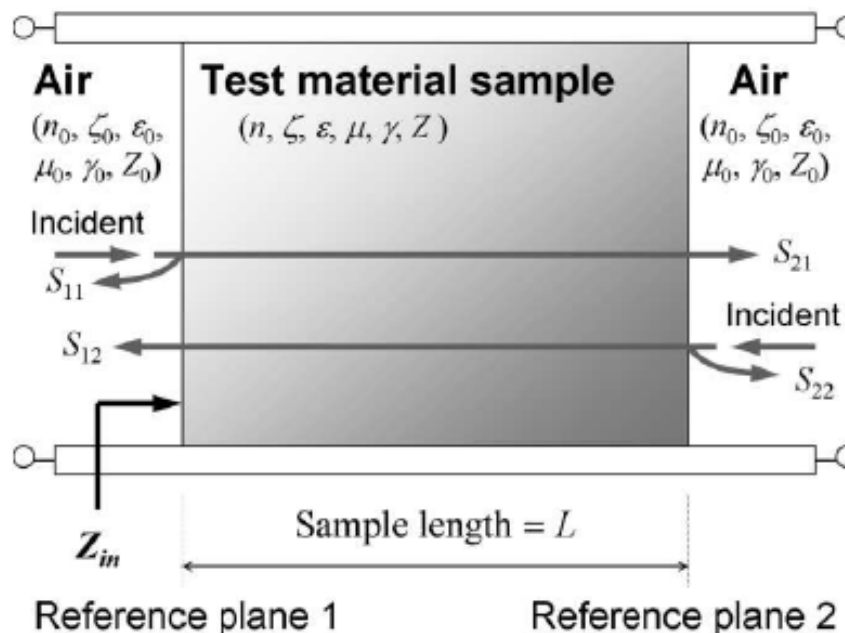 Air Test material sample Air
(n₀, ζ₀, ε₀, (n, ζ, ε, μ, γ, Z ) (n₀, ζ₀, ε₀,
μ₀, γ₀, Z₀) μ₀, γ₀, Z₀)
Incident
S₂₁
S₁₁
Incident
S₁₂
S₂₂
Sample length = L
Zin
Reference plane 1 Reference plane 2